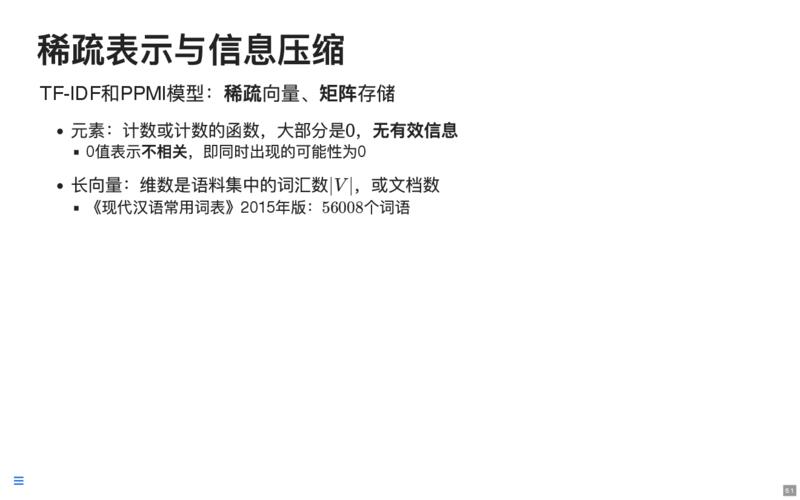 稀疏表示与信息压缩
TF-IDF和PPMI模型：稀疏向量、矩阵存储
• 元素：计数或计数的函数，大部分是0，无有效信息
▪ 0值表示不相关，即同时出现的可能性为0
• 长向量：维数是语料集中的词汇数|V|，或文档数
▪ 《现代汉语常用词表》2015年版：56008个词语
5.1